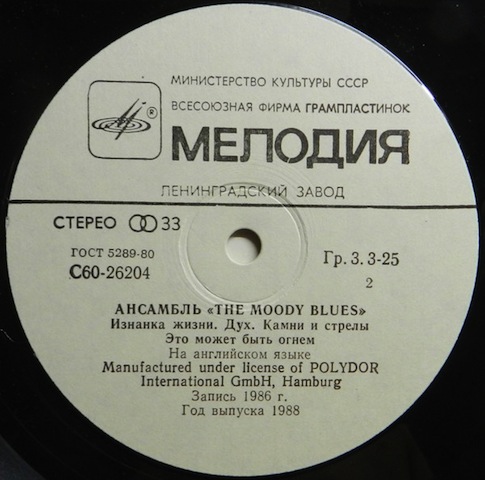 МИНИСТЕРСТВО КУЛЬТУРЫ СССР
ВСЕСОЮЗНАЯ ФИРМА ГРАМПЛАСТИНОК
®
МЕЛОДИЯ
ЛЕНИНГРАДСКИЙ ЗАВОД
СТЕРЕО 33
ГОСТ 5289-80
С60-26204
Гр. 3. 3-25
2
АНСАМБЛЬ «THE MOODY BLUES»
Изнанка жизни. Дух. Камни и стрелы
Это может быть огнем
На английском языке
Manufactured under license of POLYDOR
International GmbH, Hamburg
Запись 1986 г.
Год выпуска 1988